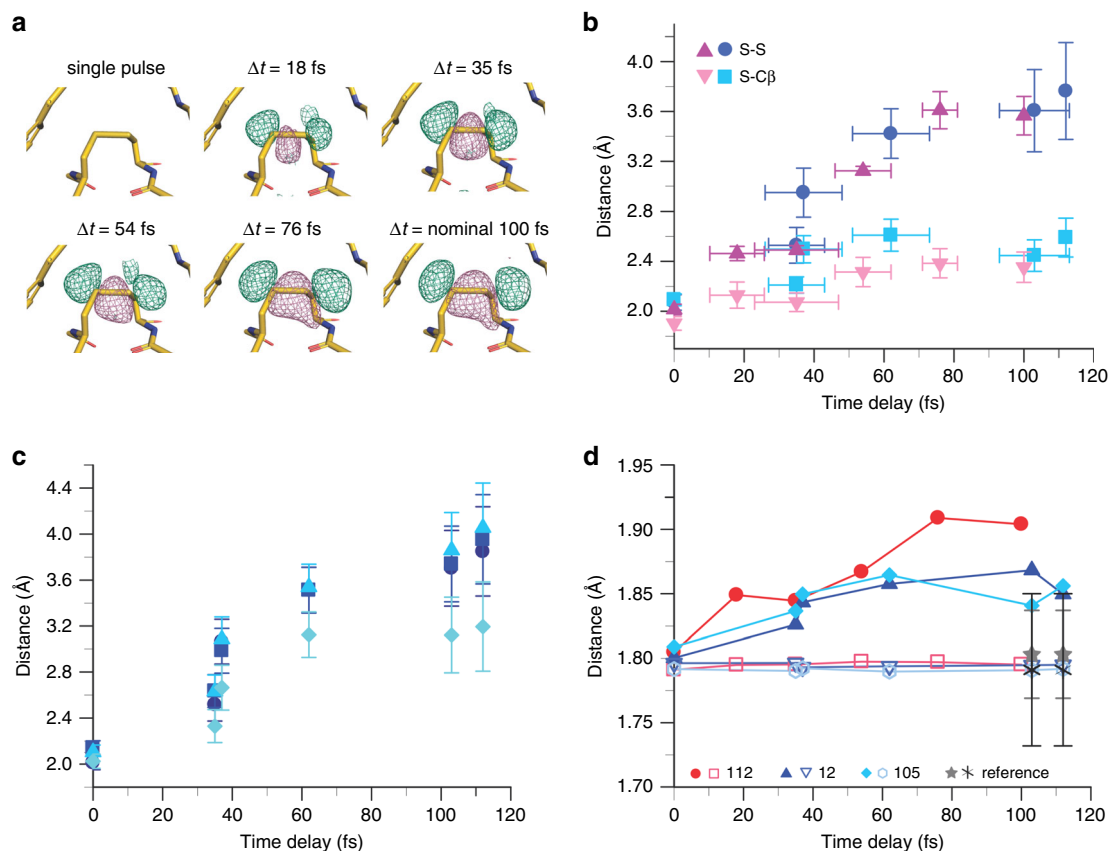 a
single pulse
Δt = 18 fs
Δt = 35 fs
Δt = 54 fs
Δt = 76 fs
Δt = nominal 100 fs
b
Distance (Å)
4.0
3.6
3.2
2.8
2.4
2.0
S-S
S-Cβ
0 20 40 60 80 100 120
Time delay (fs)
c
Distance (Å)
4.4
4.0
3.6
3.2
2.8
2.4
2.0
0 20 40 60 80 100 120
Time delay (fs)
d
Distance (Å)
1.95
1.90
1.85
1.80
1.75
1.70
112 12 105 reference
0 20 40 60 80 100 120
Time delay (fs)